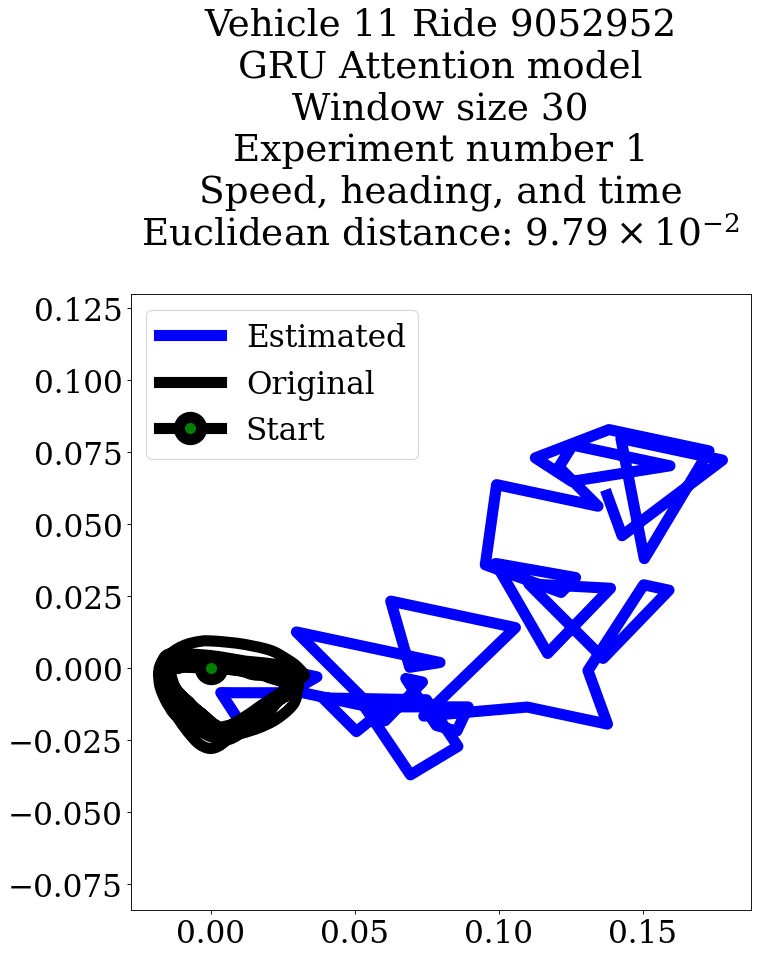 Vehicle 11 Ride 9052952
GRU Attention model
Window size 30
Experiment number 1
Speed, heading, and time
Euclidean distance: 9.79 × 10⁻²
Estimated
Original
Start
0.125
0.100
0.075
0.050
0.025
0.000
−0.025
−0.050
−0.075
0.00 0.05 0.10 0.15